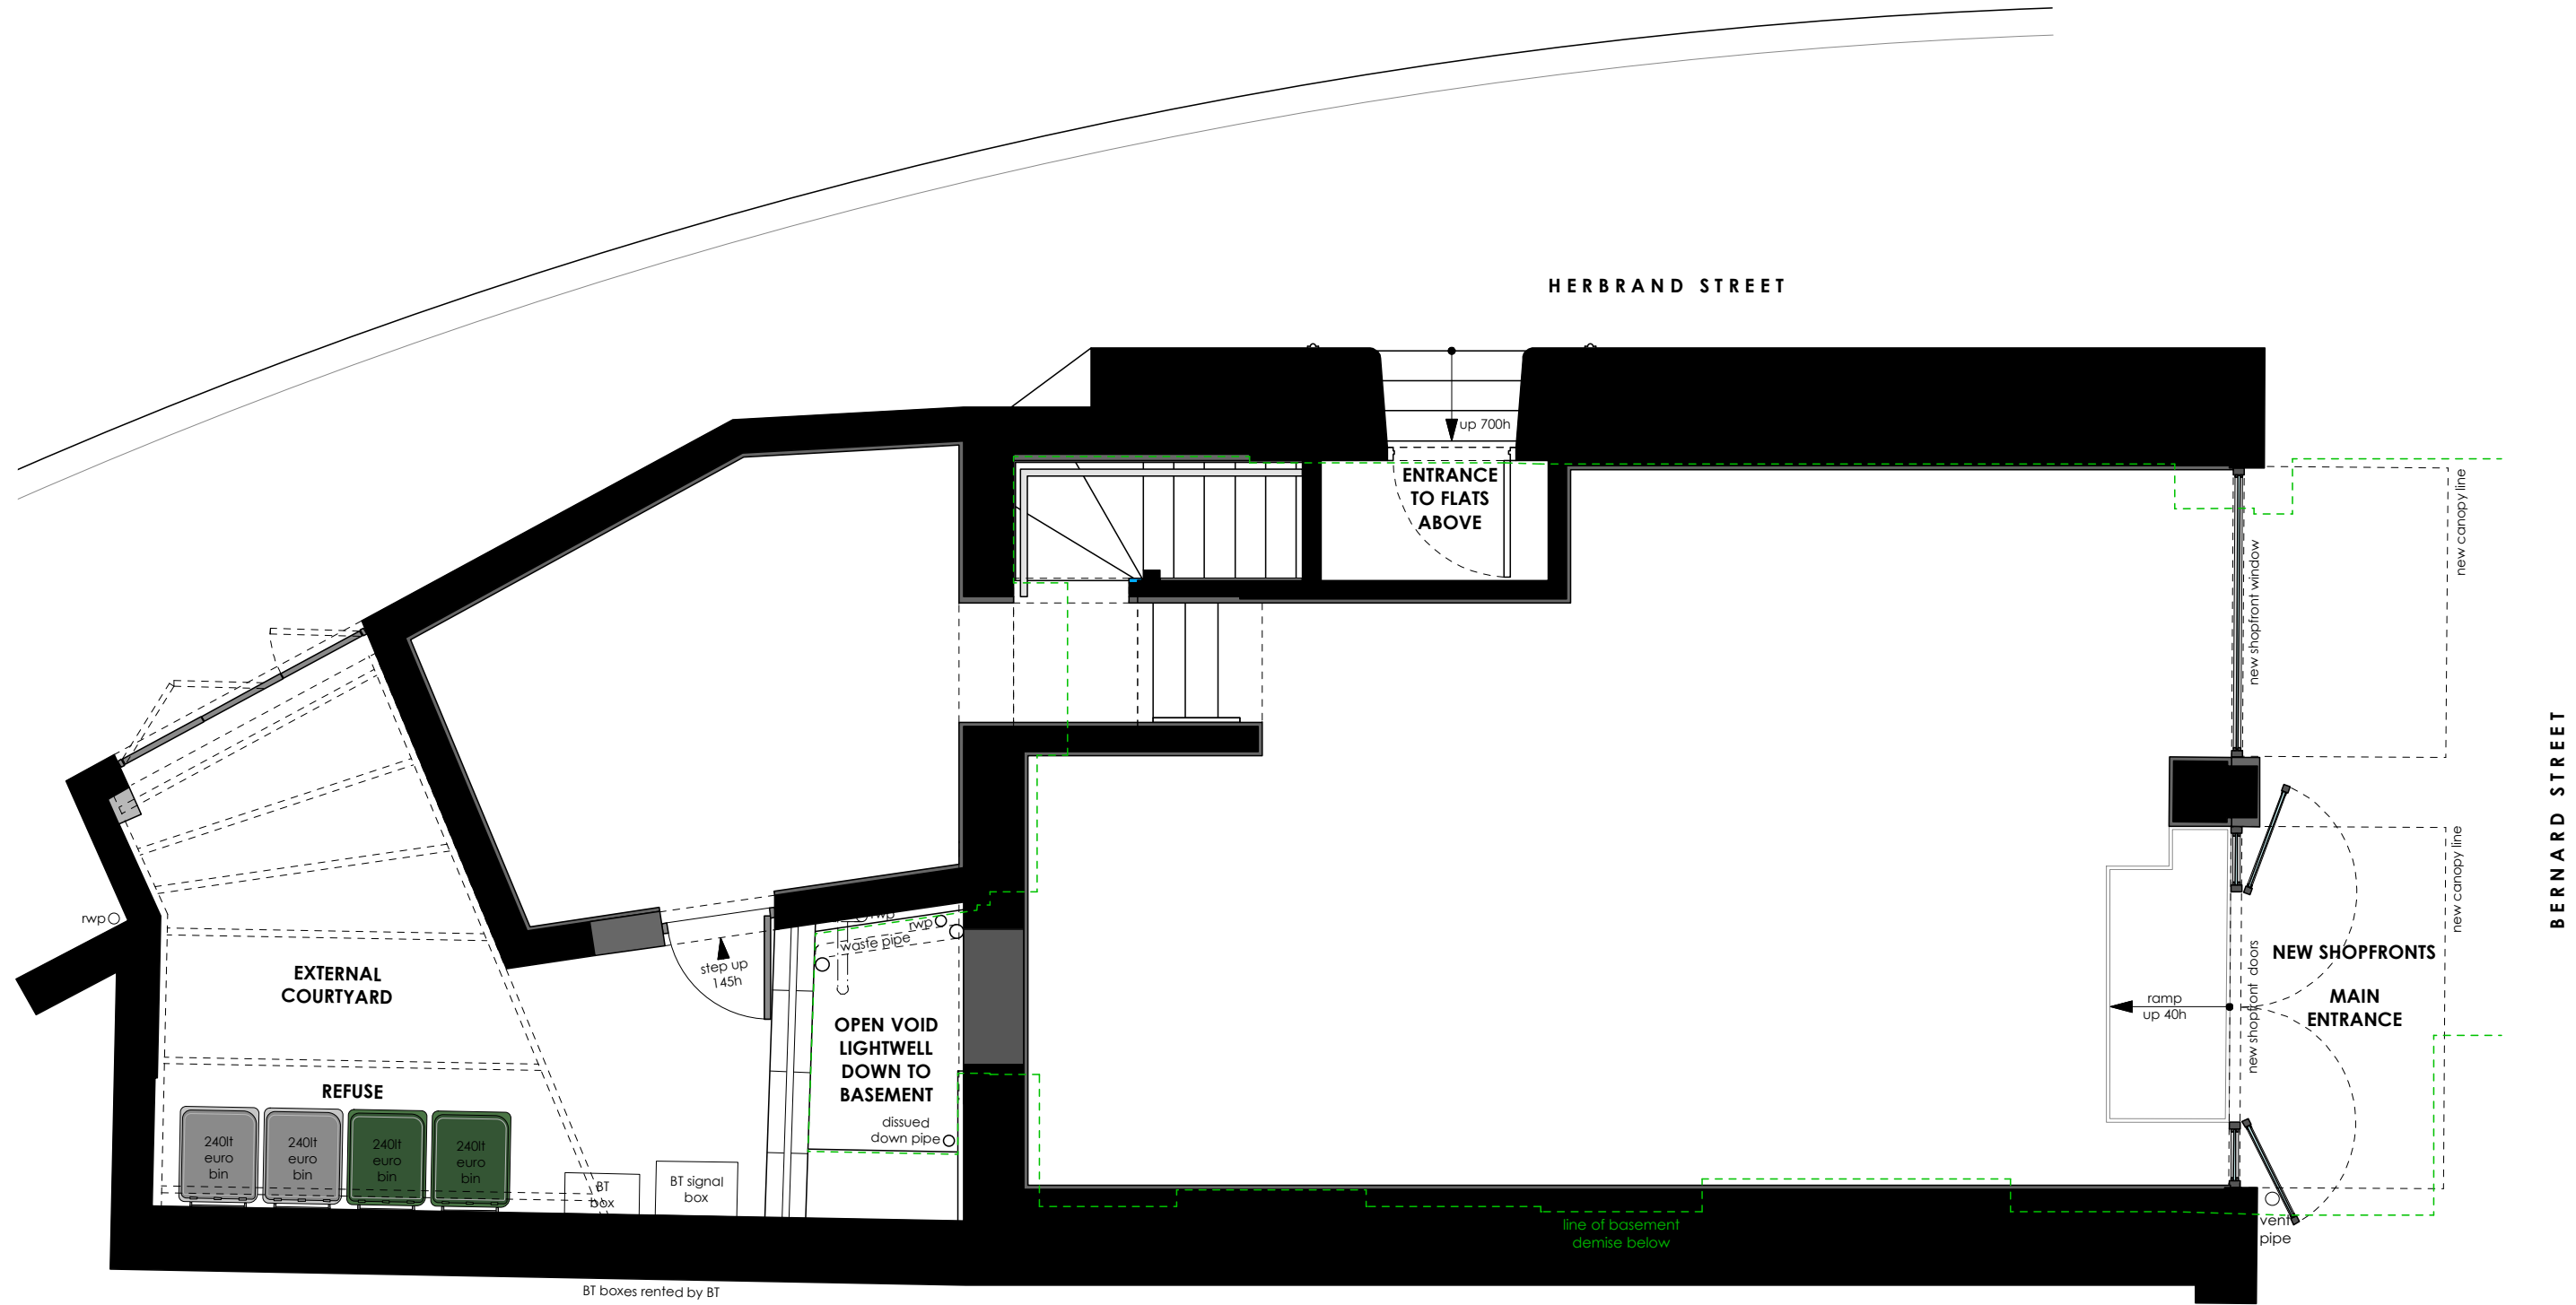 HERBRAND STREET
up 700h
ENTRANCE
TO FLATS
ABOVE
new canopy line
new shopfront window
BERNARD STREET
new canopy line
new shopfront doors
NEW SHOPFRONTS
MAIN
ENTRANCE
ramp
up 40h
vent
pipe
line of basement
demise below
rwp
EXTERNAL
COURTYARD
REFUSE
240lt
euro
bin
240lt
euro
bin
240lt
euro
bin
240lt
euro
bin
BT
box
BT signal
box
step up
145h
rwp
rwp
waste pipe
OPEN VOID
LIGHTWELL
DOWN TO
BASEMENT
dissued
down pipe
BT boxes rented by BT